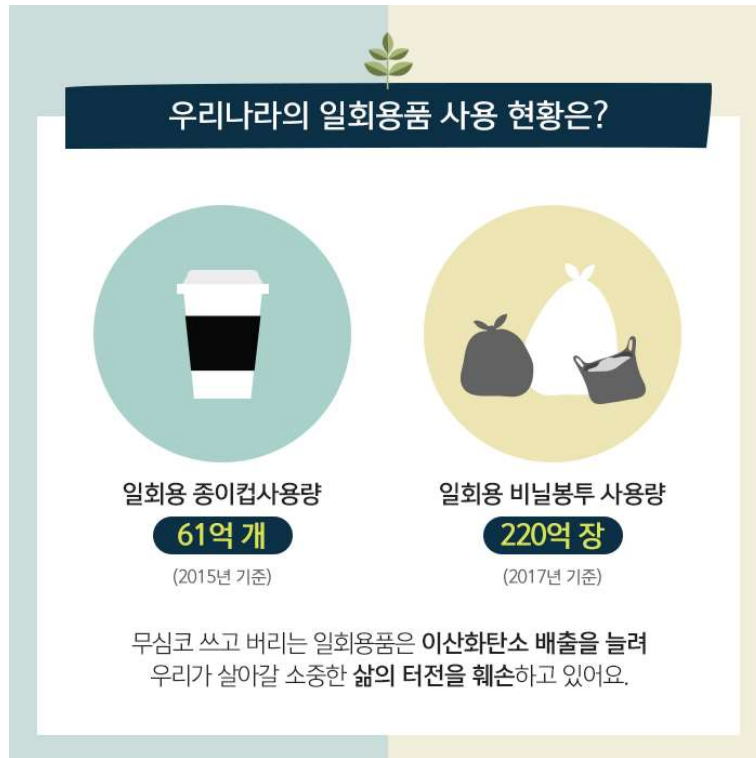 우리나라의 일회용품 사용 현황은?
일회용 종이컵사용량
61억 개
(2015년 기준)
일회용 비닐봉투 사용량
220억 장
(2017년 기준)
무심코 쓰고 버리는 일회용품은 이산화탄소 배출을 늘려
우리가 살아갈 소중한 삶의 터전을 훼손하고 있어요.